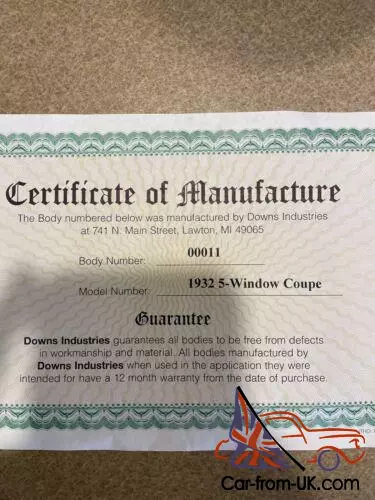 Certificate of Manufacture
The Body numbered below was manufactured by Downs Industries
at 741 N. Main Street, Lawton, MI 49065
Body Number: 00011
Model Number: 1932 5-Window Coupe
Guarantee
Downs Industries guarantees all bodies to be free from defects
in workmanship and material. All bodies manufactured by
Downs Industries when used in the application they were
intended for have a 12 month warranty from the date of purchase.
Car-from-UK.com